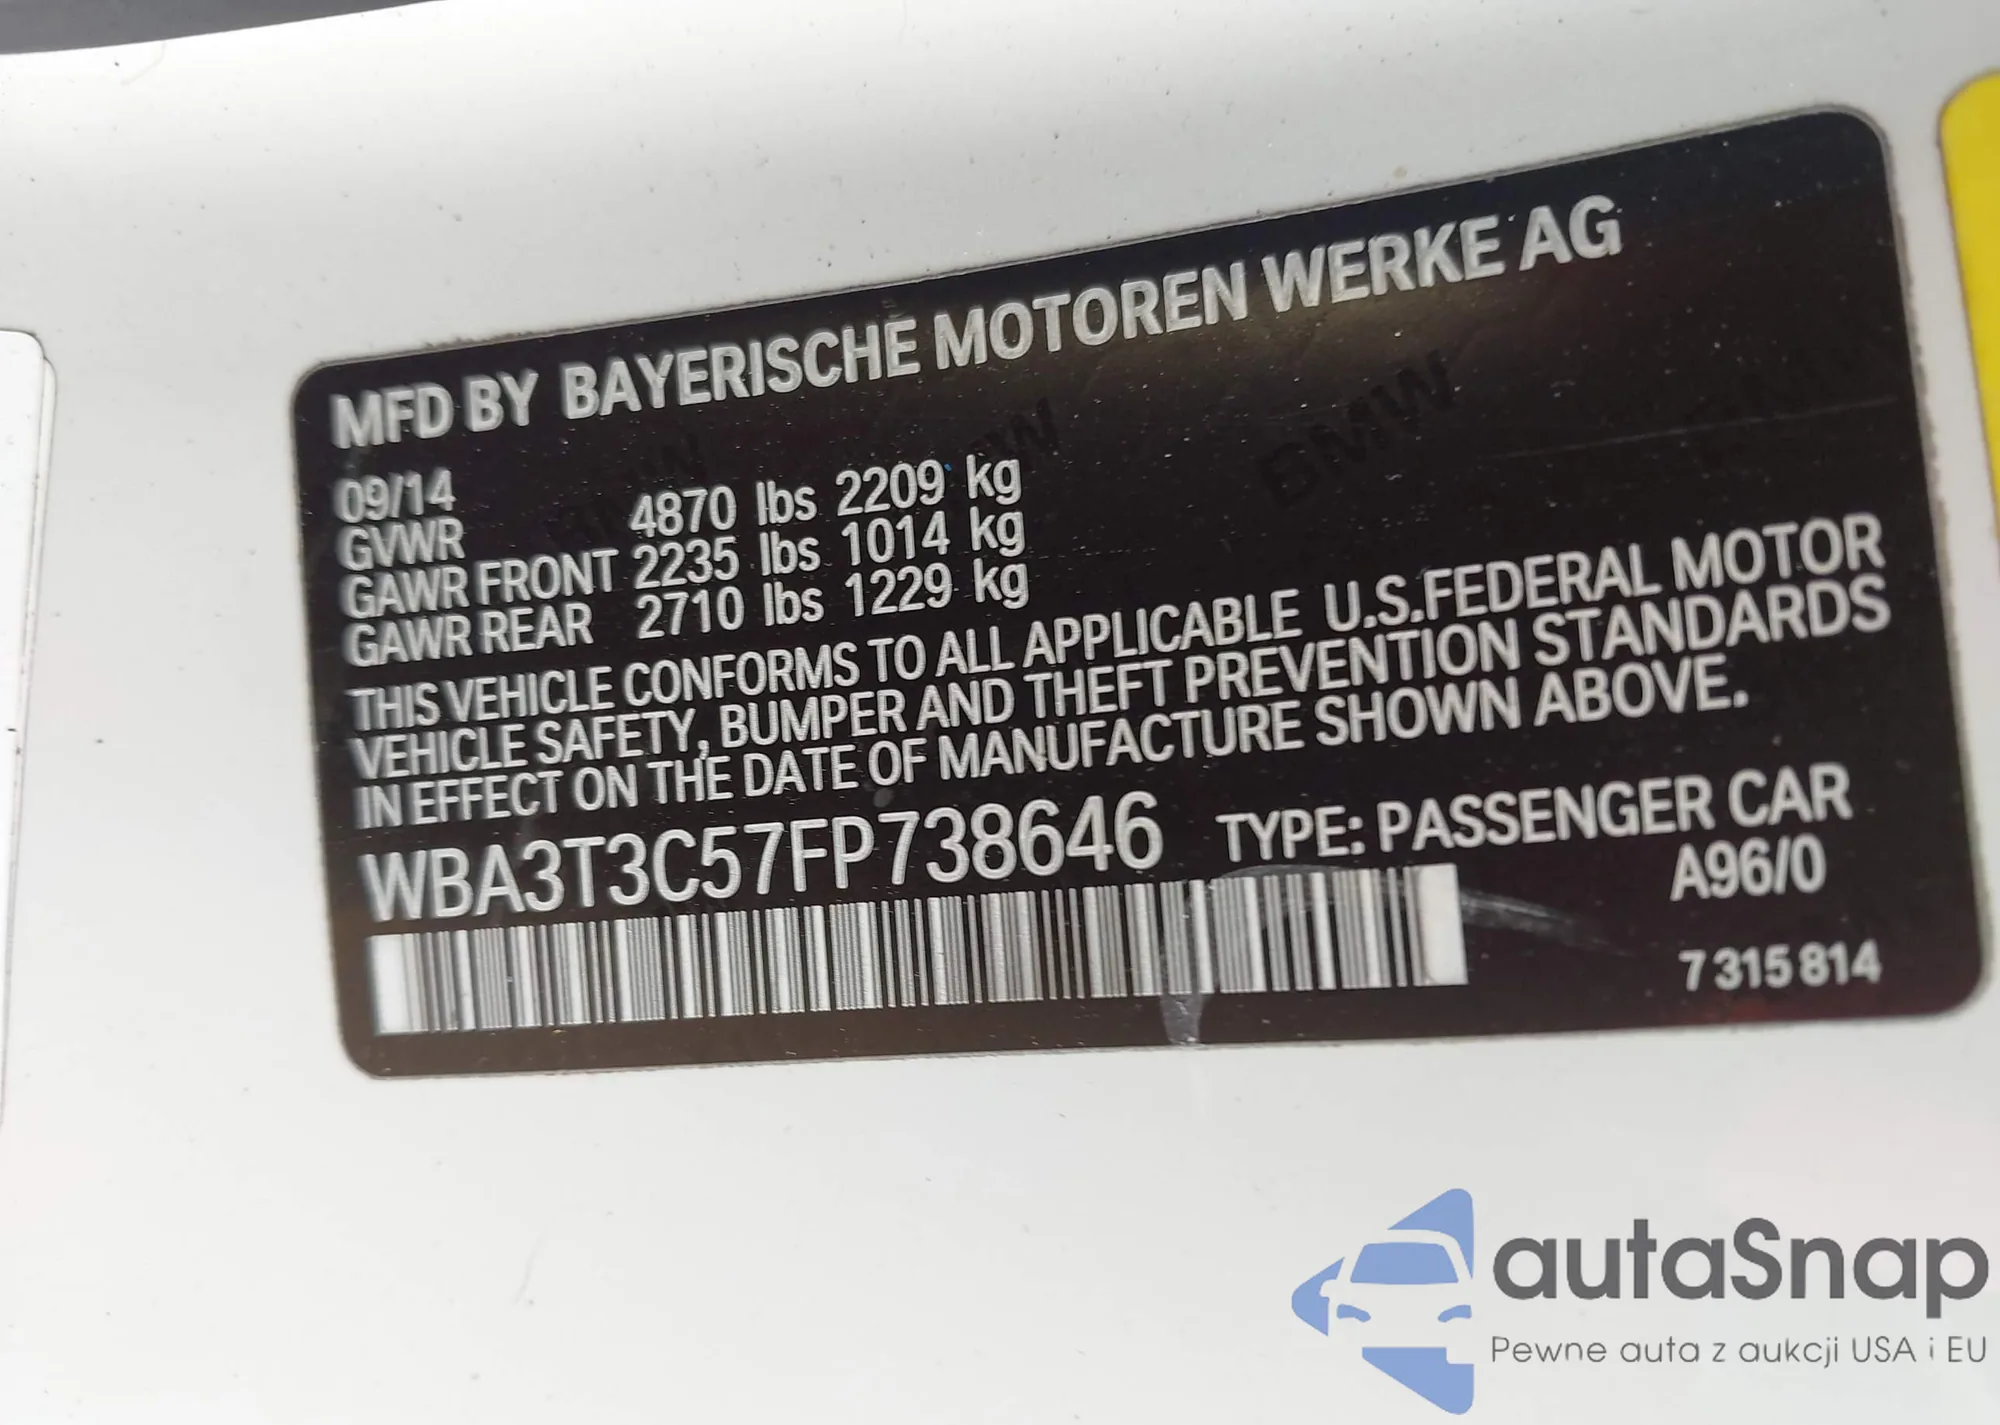 MFD BY BAYERISCHE MOTOREN WERKE AG
09/14
GVWR 4870 lbs 2209 kg
GAWR FRONT 2235 lbs 1014 kg
GAWR REAR 2710 lbs 1229 kg
THIS VEHICLE CONFORMS TO ALL APPLICABLE U.S.FEDERAL MOTOR
VEHICLE SAFETY, BUMPER AND THEFT PREVENTION STANDARDS
IN EFFECT ON THE DATE OF MANUFACTURE SHOWN ABOVE.
WBA3T3C57FP738646 TYPE: PASSENGER CAR
A96/0
7 315 814
autaSnap
Pewne auta z aukcji USA i EU